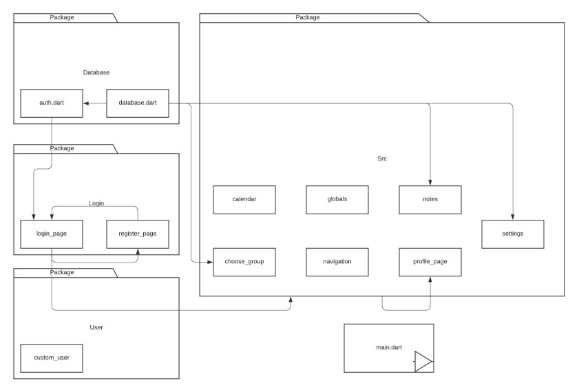 Package
Package
Database
auth.dart
database.dart
Package
Src
Login
calendar
globals
notes
login_page
register_page
settings
choose_group
navigation
profile_page
Package
User
custom_user
main.dart